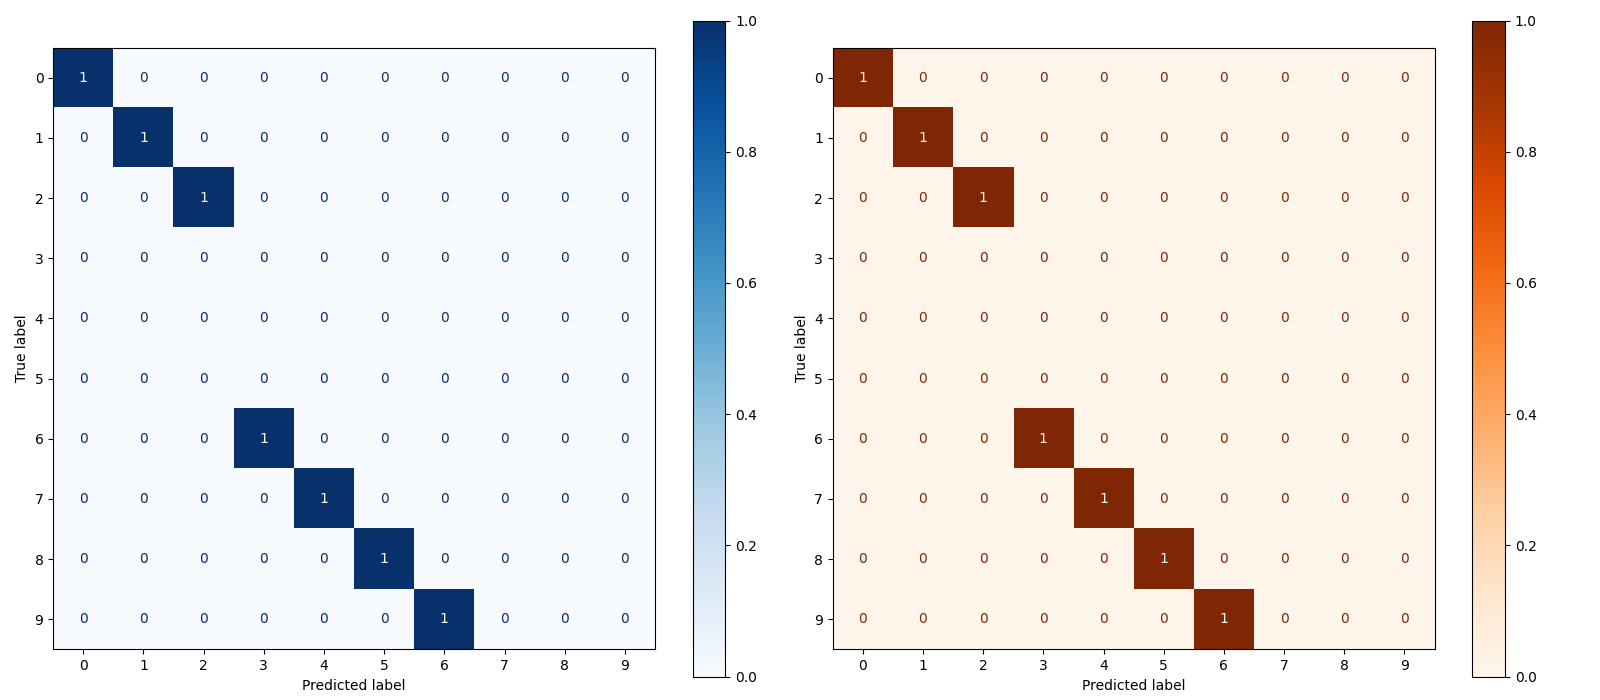 1.0
1.0
0 1 0 0 0 0 0 0 0 0 0
0 1 0 0 0 0 0 0 0 0 0
1 0 1 0 0 0 0 0 0 0 0
0.8
1 0 1 0 0 0 0 0 0 0 0
0.8
2 0 0 1 0 0 0 0 0 0 0
2 0 0 1 0 0 0 0 0 0 0
3 0 0 0 0 0 0 0 0 0 0
0.6
3 0 0 0 0 0 0 0 0 0 0
0.6
4 0 0 0 0 0 0 0 0 0 0
4 0 0 0 0 0 0 0 0 0 0
True label
True label
5 0 0 0 0 0 0 0 0 0 0
0.4
5 0 0 0 0 0 0 0 0 0 0
0.4
6 0 0 0 1 0 0 0 0 0 0
6 0 0 0 1 0 0 0 0 0 0
7 0 0 0 0 1 0 0 0 0 0
0.2
7 0 0 0 0 1 0 0 0 0 0
0.2
8 0 0 0 0 0 1 0 0 0 0
8 0 0 0 0 0 1 0 0 0 0
9 0 0 0 0 0 0 1 0 0 0
9 0 0 0 0 0 0 1 0 0 0
0 1 2 3 4 5 6 7 8 9
0.0
0 1 2 3 4 5 6 7 8 9
0.0
Predicted label
Predicted label